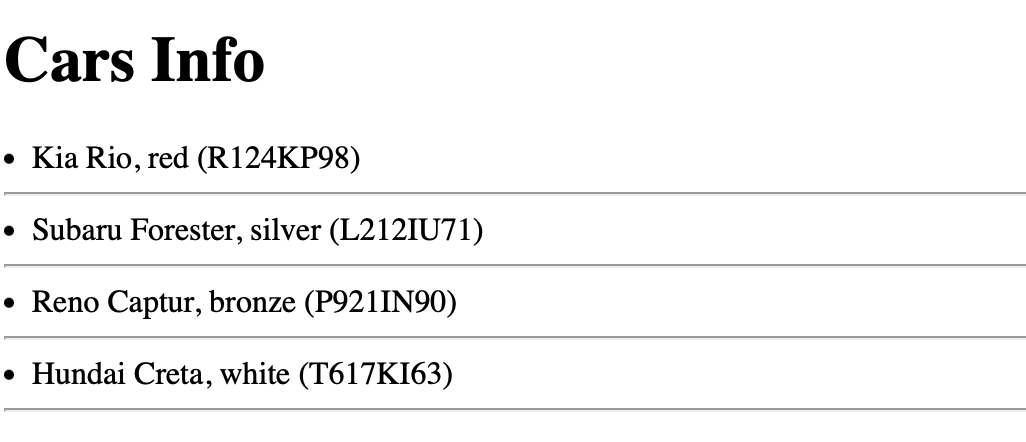 Cars Info
• Kia Rio, red (R124KP98)
• Subaru Forester, silver (L212IU71)
• Reno Captur, bronze (P921IN90)
• Hundai Creta, white (T617KI63)